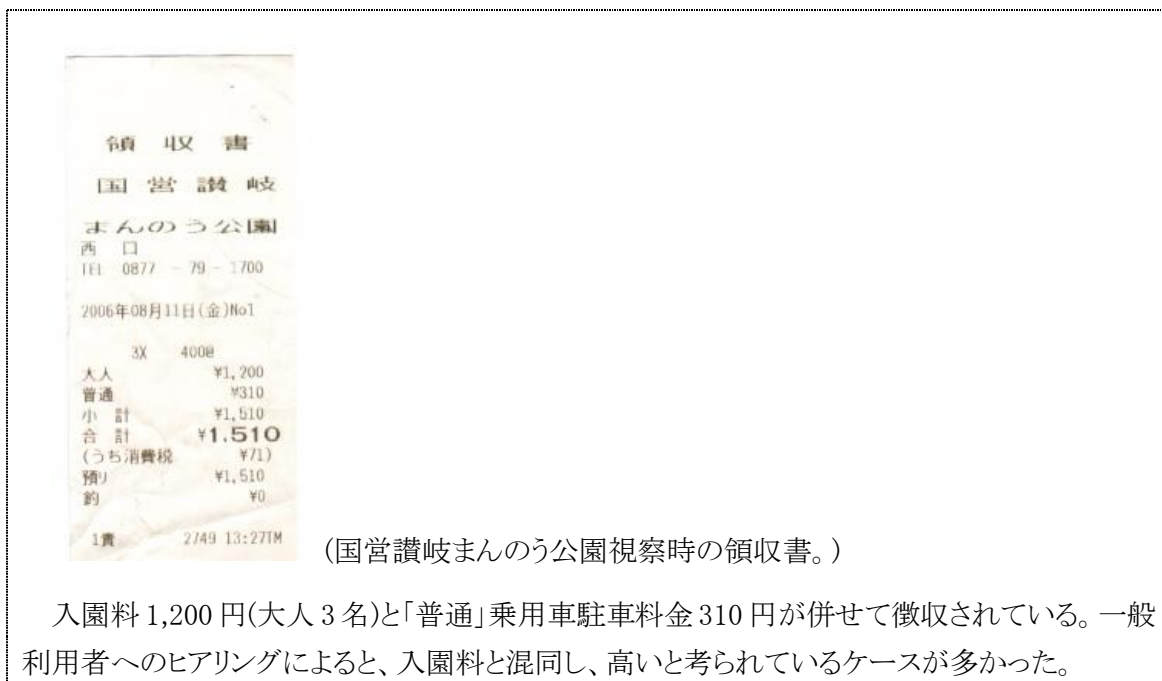 領 収 書
国 営 讃 岐
まんのう公園
西 口
TEL 0877 - 79 - 1700
2006年08月11日(金)No1
3X 400@
大人 ¥1,200
普通 ¥310
小 計 ¥1,510
合 計 ¥1,510
(うち消費税 ¥71)
預り ¥1,510
釣 ¥0
1責 2749 13:27TM
(国営讃岐まんのう公園視察時の領収書。)
入園料 1,200 円(大人 3 名)と「普通」乗用車駐車料金 310 円が併せて徴収されている。一般
利用者へのヒアリングによると、入園料と混同し、高いと考えられているケースが多かった。